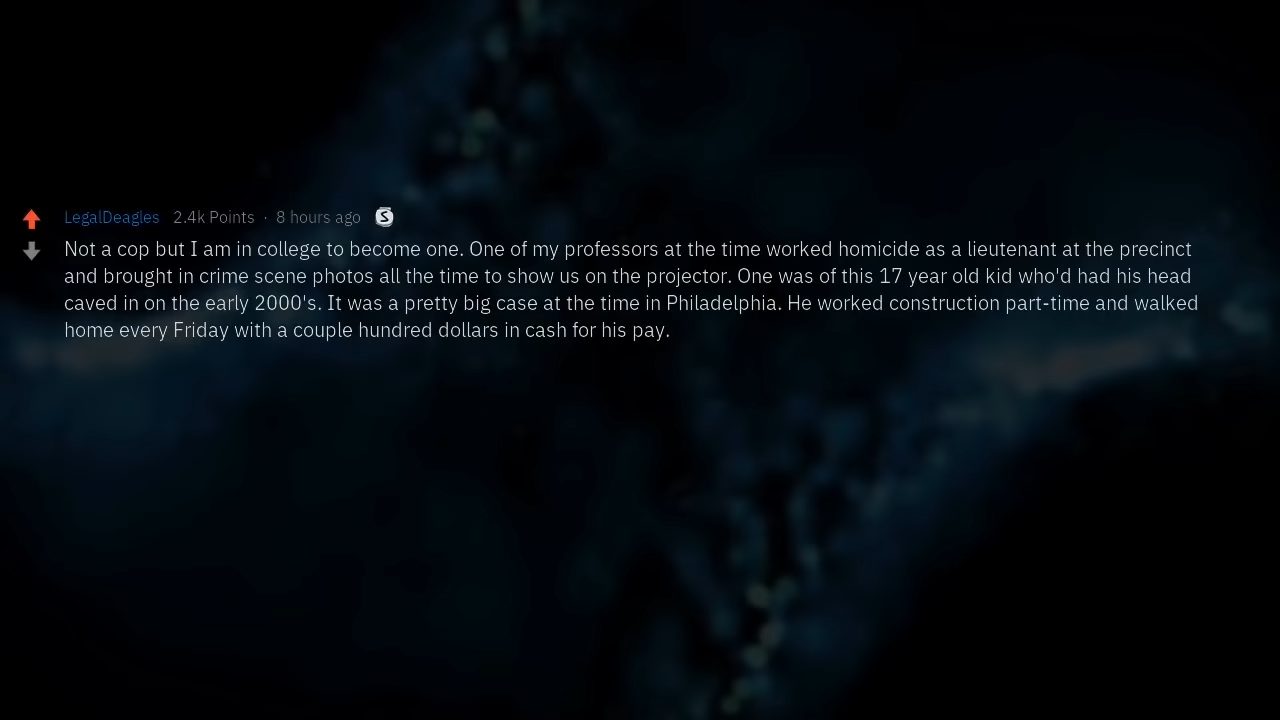 LegalDeagles 2.4k Points · 8 hours ago S
Not a cop but I am in college to become one. One of my professors at the time worked homicide as a lieutenant at the precinct
and brought in crime scene photos all the time to show us on the projector. One was of this 17 year old kid who'd had his head
caved in on the early 2000's. It was a pretty big case at the time in Philadelphia. He worked construction part-time and walked
home every Friday with a couple hundred dollars in cash for his pay.